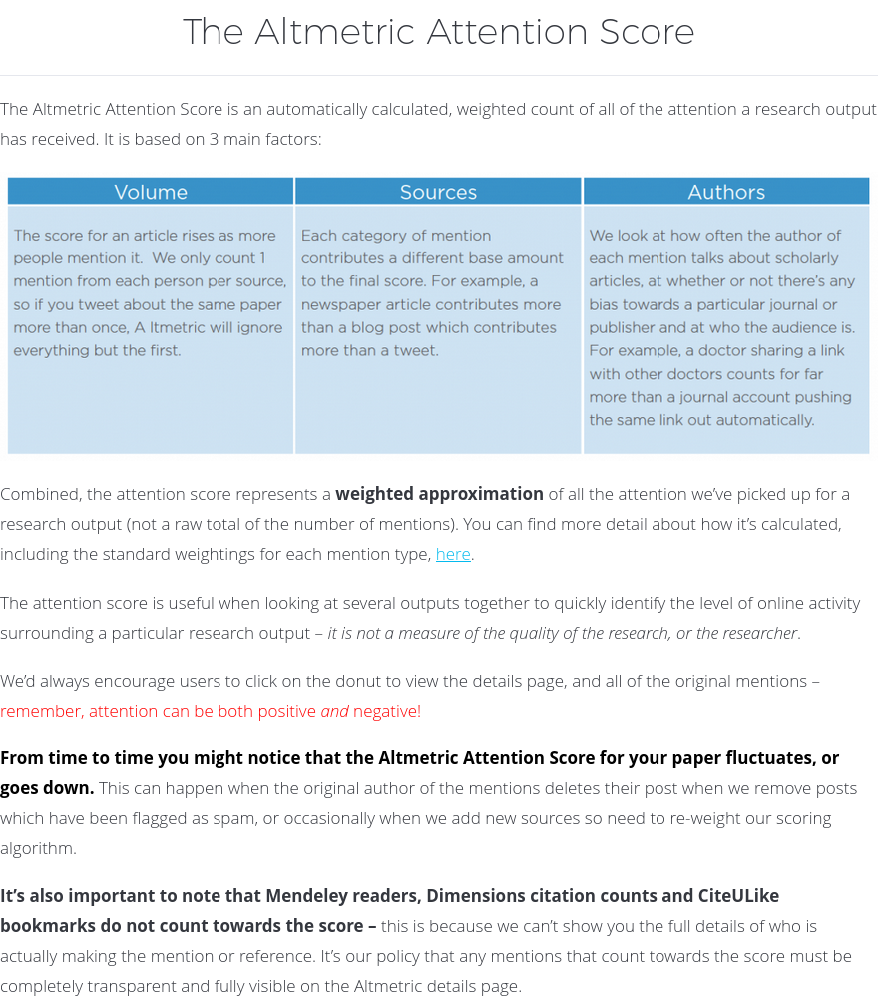 The Altmetric Attention Score
The Altmetric Attention Score is an automatically calculated, weighted count of all of the attention a research output
has received. It is based on 3 main factors:
Volume
The score for an article rises as more
people mention it.  We only count 1
mention from each person per source,
so if you tweet about the same paper
more than once, A ltmetric will ignore
everything but the first.
Sources
Each category of mention
contributes a different base amount
to the final score. For example, a
newspaper article contributes more
than a blog post which contributes
more than a tweet.
Authors
We look at how often the author of
each mention talks about scholarly
articles, at whether or not there's any
bias towards a particular journal or
publisher and at who the audience is.
For example, a doctor sharing a link
with other doctors counts for far
more than a journal account pushing
the same link out automatically.
Combined, the attention score represents a weighted approximation of all the attention we've picked up for a
research output (not a raw total of the number of mentions). You can find more detail about how it's calculated,
including the standard weightings for each mention type, here.
The attention score is useful when looking at several outputs together to quickly identify the level of online activity
surrounding a particular research output – it is not a measure of the quality of the research, or the researcher.
We'd always encourage users to click on the donut to view the details page, and all of the original mentions –
remember, attention can be both positive and negative!
From time to time you might notice that the Altmetric Attention Score for your paper fluctuates, or
goes down. This can happen when the original author of the mentions deletes their post when we remove posts
which have been flagged as spam, or occasionally when we add new sources so need to re-weight our scoring
algorithm.
It's also important to note that Mendeley readers, Dimensions citation counts and CiteULike
bookmarks do not count towards the score – this is because we can't show you the full details of who is
actually making the mention or reference. It's our policy that any mentions that count towards the score must be
completely transparent and fully visible on the Altmetric details page.